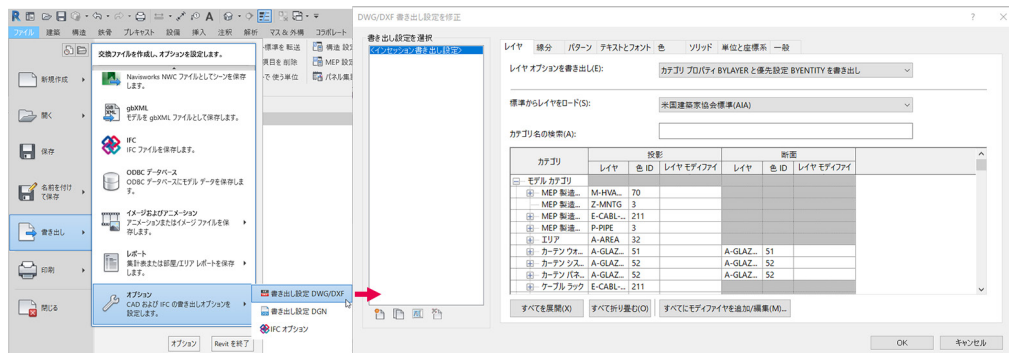 ファイル 建築 構造 鉄骨 プレキャスト 設備 挿入 注釈 解析 マス & 外構 コラボレート
新規作成
開く
保存
名前を付け
て保存
書き出し
印刷
閉じる
交換ファイルを作成し、オプションを設定します。
Navisworks NWC ファイルとしてシーンを保存
します。
gbXML
モデルを gbXML ファイルとして保存します。
IFC
IFC ファイルを保存します。
ODBC データベース
ODBC データベースにモデル データを保存しま
す。
イメージおよびアニメーション
アニメーションまたはイメージ ファイルを保
存します。
レポート
集計表または部屋/エリア レポートを保存
します。
オプション
CAD および IFC の書き出しオプションを
設定します。
書き出し設定 DWG/DXF
書き出し設定 DGN
IFC オプション
オプション Revit を終了
標準を転送
項目を削除
で使う単位
構造 設
MEP 設
パネル集
DWG/DXF 書き出し設定を修正
書き出し設定を選択
<インセッション書き出し設定>
レイヤ 線分 パターン テキストとフォント 色 ソリッド 単位と座標系 一般
レイヤ オプションを書き出し(E): カテゴリ プロパティ BYLAYER と優先設定 BYENTITY を書き出し
標準からレイヤをロード(S): 米国建築家協会標準(AIA)
カテゴリ名の検索(A):
カテゴリ 投影 断面
レイヤ 色 ID レイヤ モディファイ レイヤ 色 ID レイヤ モディファイ
モデル カテゴリ
MEP 製造... M-HVA... 70
MEP 製造... Z-MNTG 3
MEP 製造... E-CABL-... 211
MEP 製造... P-PIPE 3
エリア A-AREA 32
カーテン ウォ... A-GLAZ... 51 A-GLAZ... 51
カーテン シス... A-GLAZ... 52 A-GLAZ... 52
カーテン パネ... A-GLAZ... 52 A-GLAZ... 52
ケーブル ラック E-CABL-... 211
すべてを展開(X) すべて折り畳む(O) すべてにモディファイヤを追加/編集(M)...
OK キャンセル